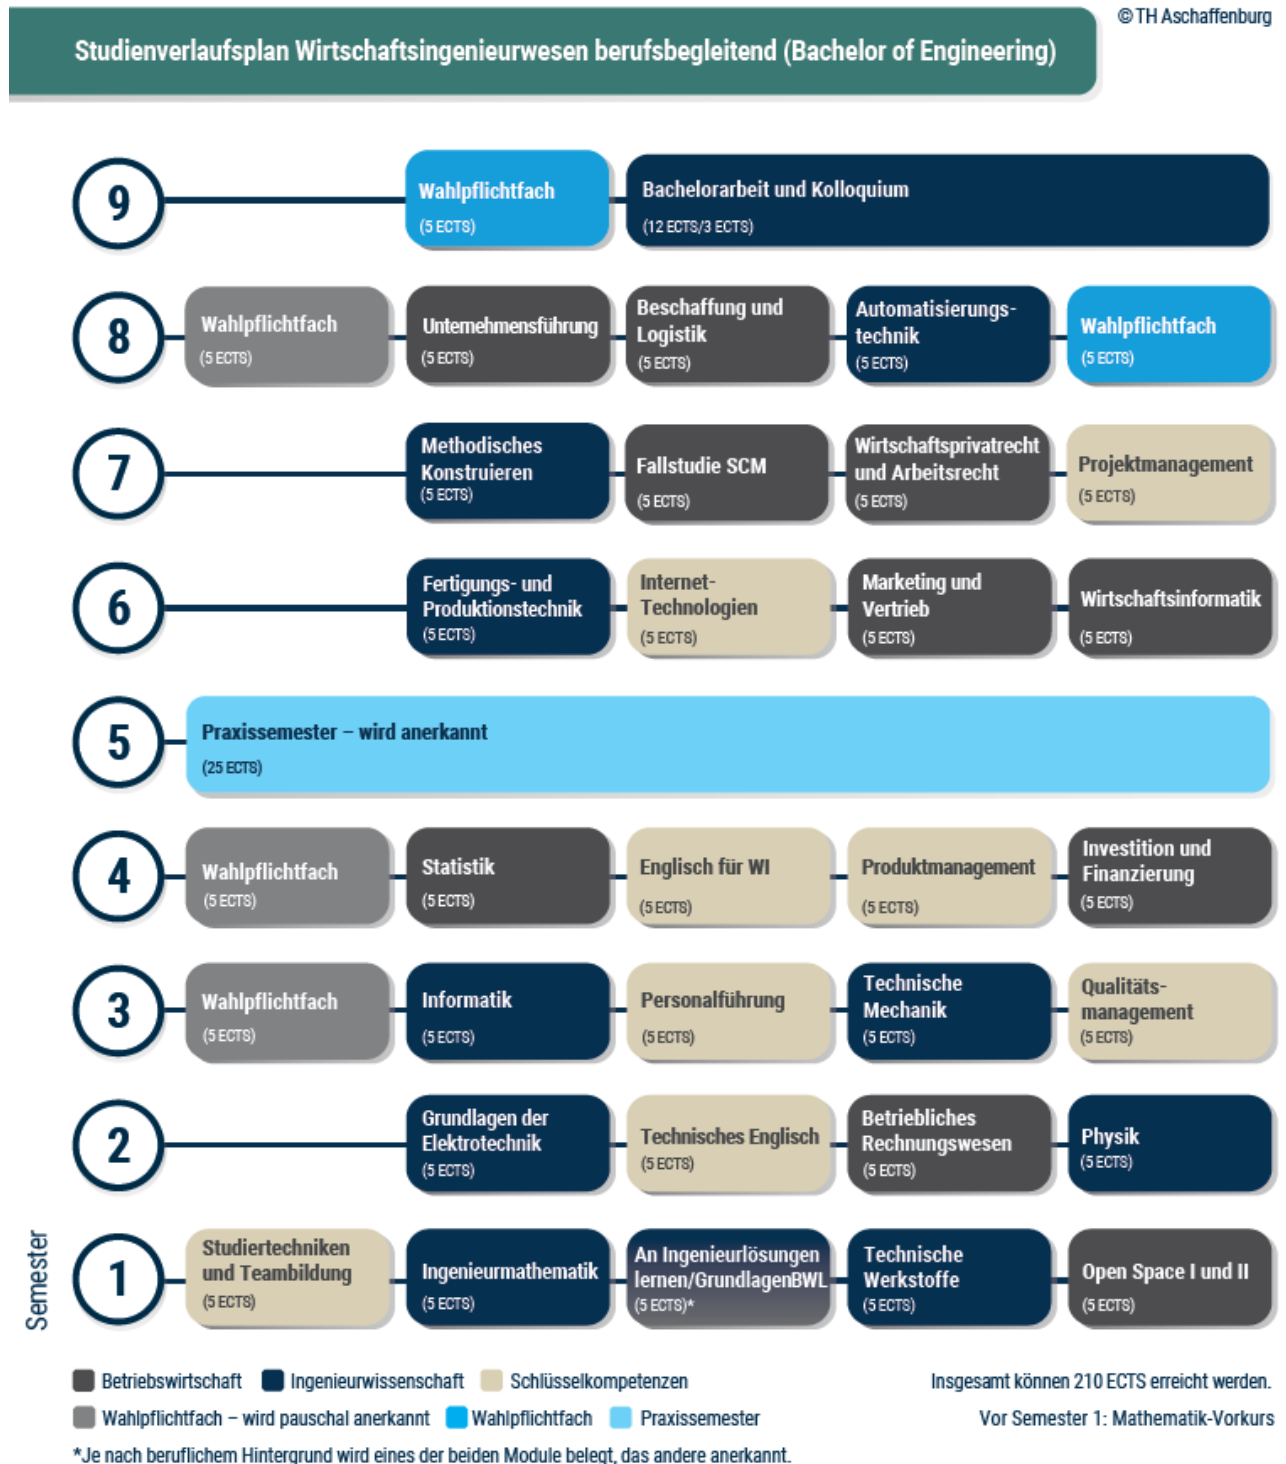 © TH Aschaffenburg
Studienverlaufsplan Wirtschaftsingenieurwesen berufsbegleitend (Bachelor of Engineering)
9
Wahlpflichtfach
(5 ECTS)
Bachelorarbeit und Kolloquium
(12 ECTS/3 ECTS)
8
Wahlpflichtfach
(5 ECTS)
Unternehmensführung
(5 ECTS)
Beschaffung und
Logistik
(5 ECTS)
Automatisierungs-
technik
(5 ECTS)
Wahlpflichtfach
(5 ECTS)
7
Methodisches
Konstruieren
(5 ECTS)
Fallstudie SCM
(5 ECTS)
Wirtschaftsprivatrecht
und Arbeitsrecht
(5 ECTS)
Projektmanagement
(5 ECTS)
6
Fertigungs- und
Produktionstechnik
(5 ECTS)
Internet-
Technologien
(5 ECTS)
Marketing und
Vertrieb
(5 ECTS)
Wirtschaftsinformatik
(5 ECTS)
5
Praxissemester – wird anerkannt
(25 ECTS)
4
Wahlpflichtfach
(5 ECTS)
Statistik
(5 ECTS)
Englisch für WI
(5 ECTS)
Produktmanagement
(5 ECTS)
Investition und
Finanzierung
(5 ECTS)
3
Wahlpflichtfach
(5 ECTS)
Informatik
(5 ECTS)
Personalführung
(5 ECTS)
Technische
Mechanik
(5 ECTS)
Qualitäts-
management
(5 ECTS)
2
Grundlagen der
Elektrotechnik
(5 ECTS)
Technisches Englisch
(5 ECTS)
Betriebliches
Rechnungswesen
(5 ECTS)
Physik
(5 ECTS)
Semester
1
Studiertechniken
und Teambildung
(5 ECTS)
Ingenieurmathematik
(5 ECTS)
An Ingenieurlösungen
lernen/GrundlagenBWL
(5 ECTS)*
Technische
Werkstoffe
(5 ECTS)
Open Space I und II
(5 ECTS)
Betriebswirtschaft
Ingenieurwissenschaft
Schlüsselkompetenzen
Insgesamt können 210 ECTS erreicht werden.
Wahlpflichtfach – wird pauschal anerkannt
Wahlpflichtfach
Praxissemester
Vor Semester 1: Mathematik-Vorkurs
*Je nach beruflichem Hintergrund wird eines der beiden Module belegt, das andere anerkannt.